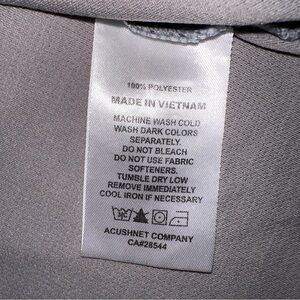 100% POLYESTER
MADE IN VIETNAM
MACHINE WASH COLD
WASH DARK COLORS
SEPARATELY.
DO NOT BLEACH
DO NOT USE FABRIC
SOFTENERS.
TUMBLE DRY LOW
REMOVE IMMEDIATELY
COOL IRON IF NECESSARY
ACUSHNET COMPANY
CA#28544